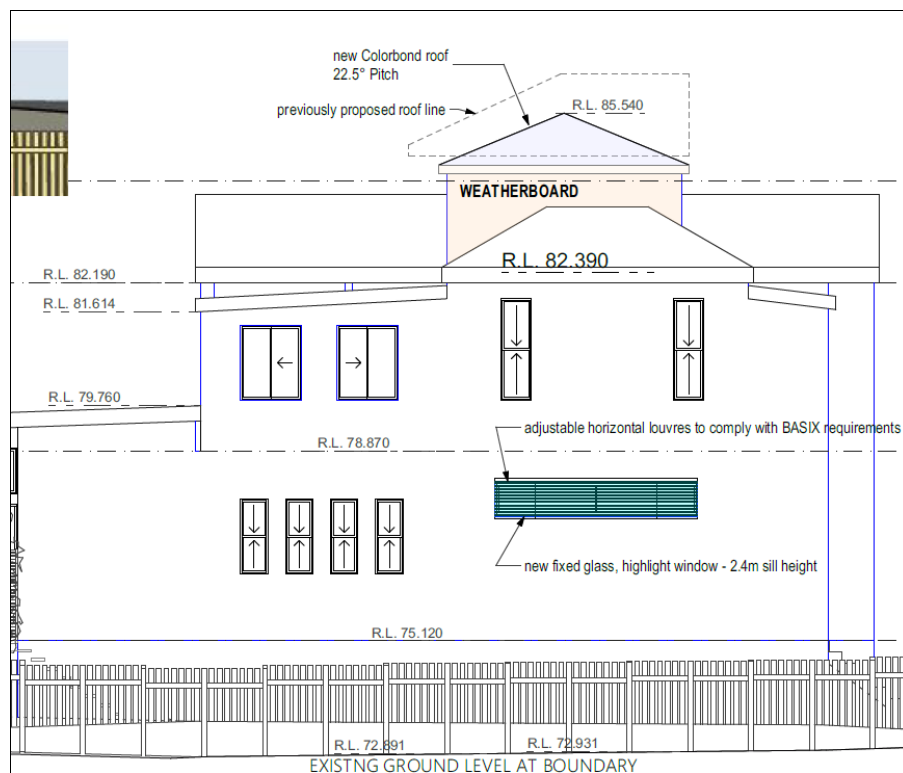 new Colorbond roof
22.5° Pitch
previously proposed roof line
R.L. 85.540
WEATHERBOARD
R.L. 82.390
R.L. 82.190
R.L. 81.614
R.L. 79.760
R.L. 78.870
adjustable horizontal louvres to comply with BASIX requirements
new fixed glass, highlight window - 2.4m sill height
R.L. 75.120
R.L. 72.891
R.L. 72.931
EXISTNG GROUND LEVEL AT BOUNDARY